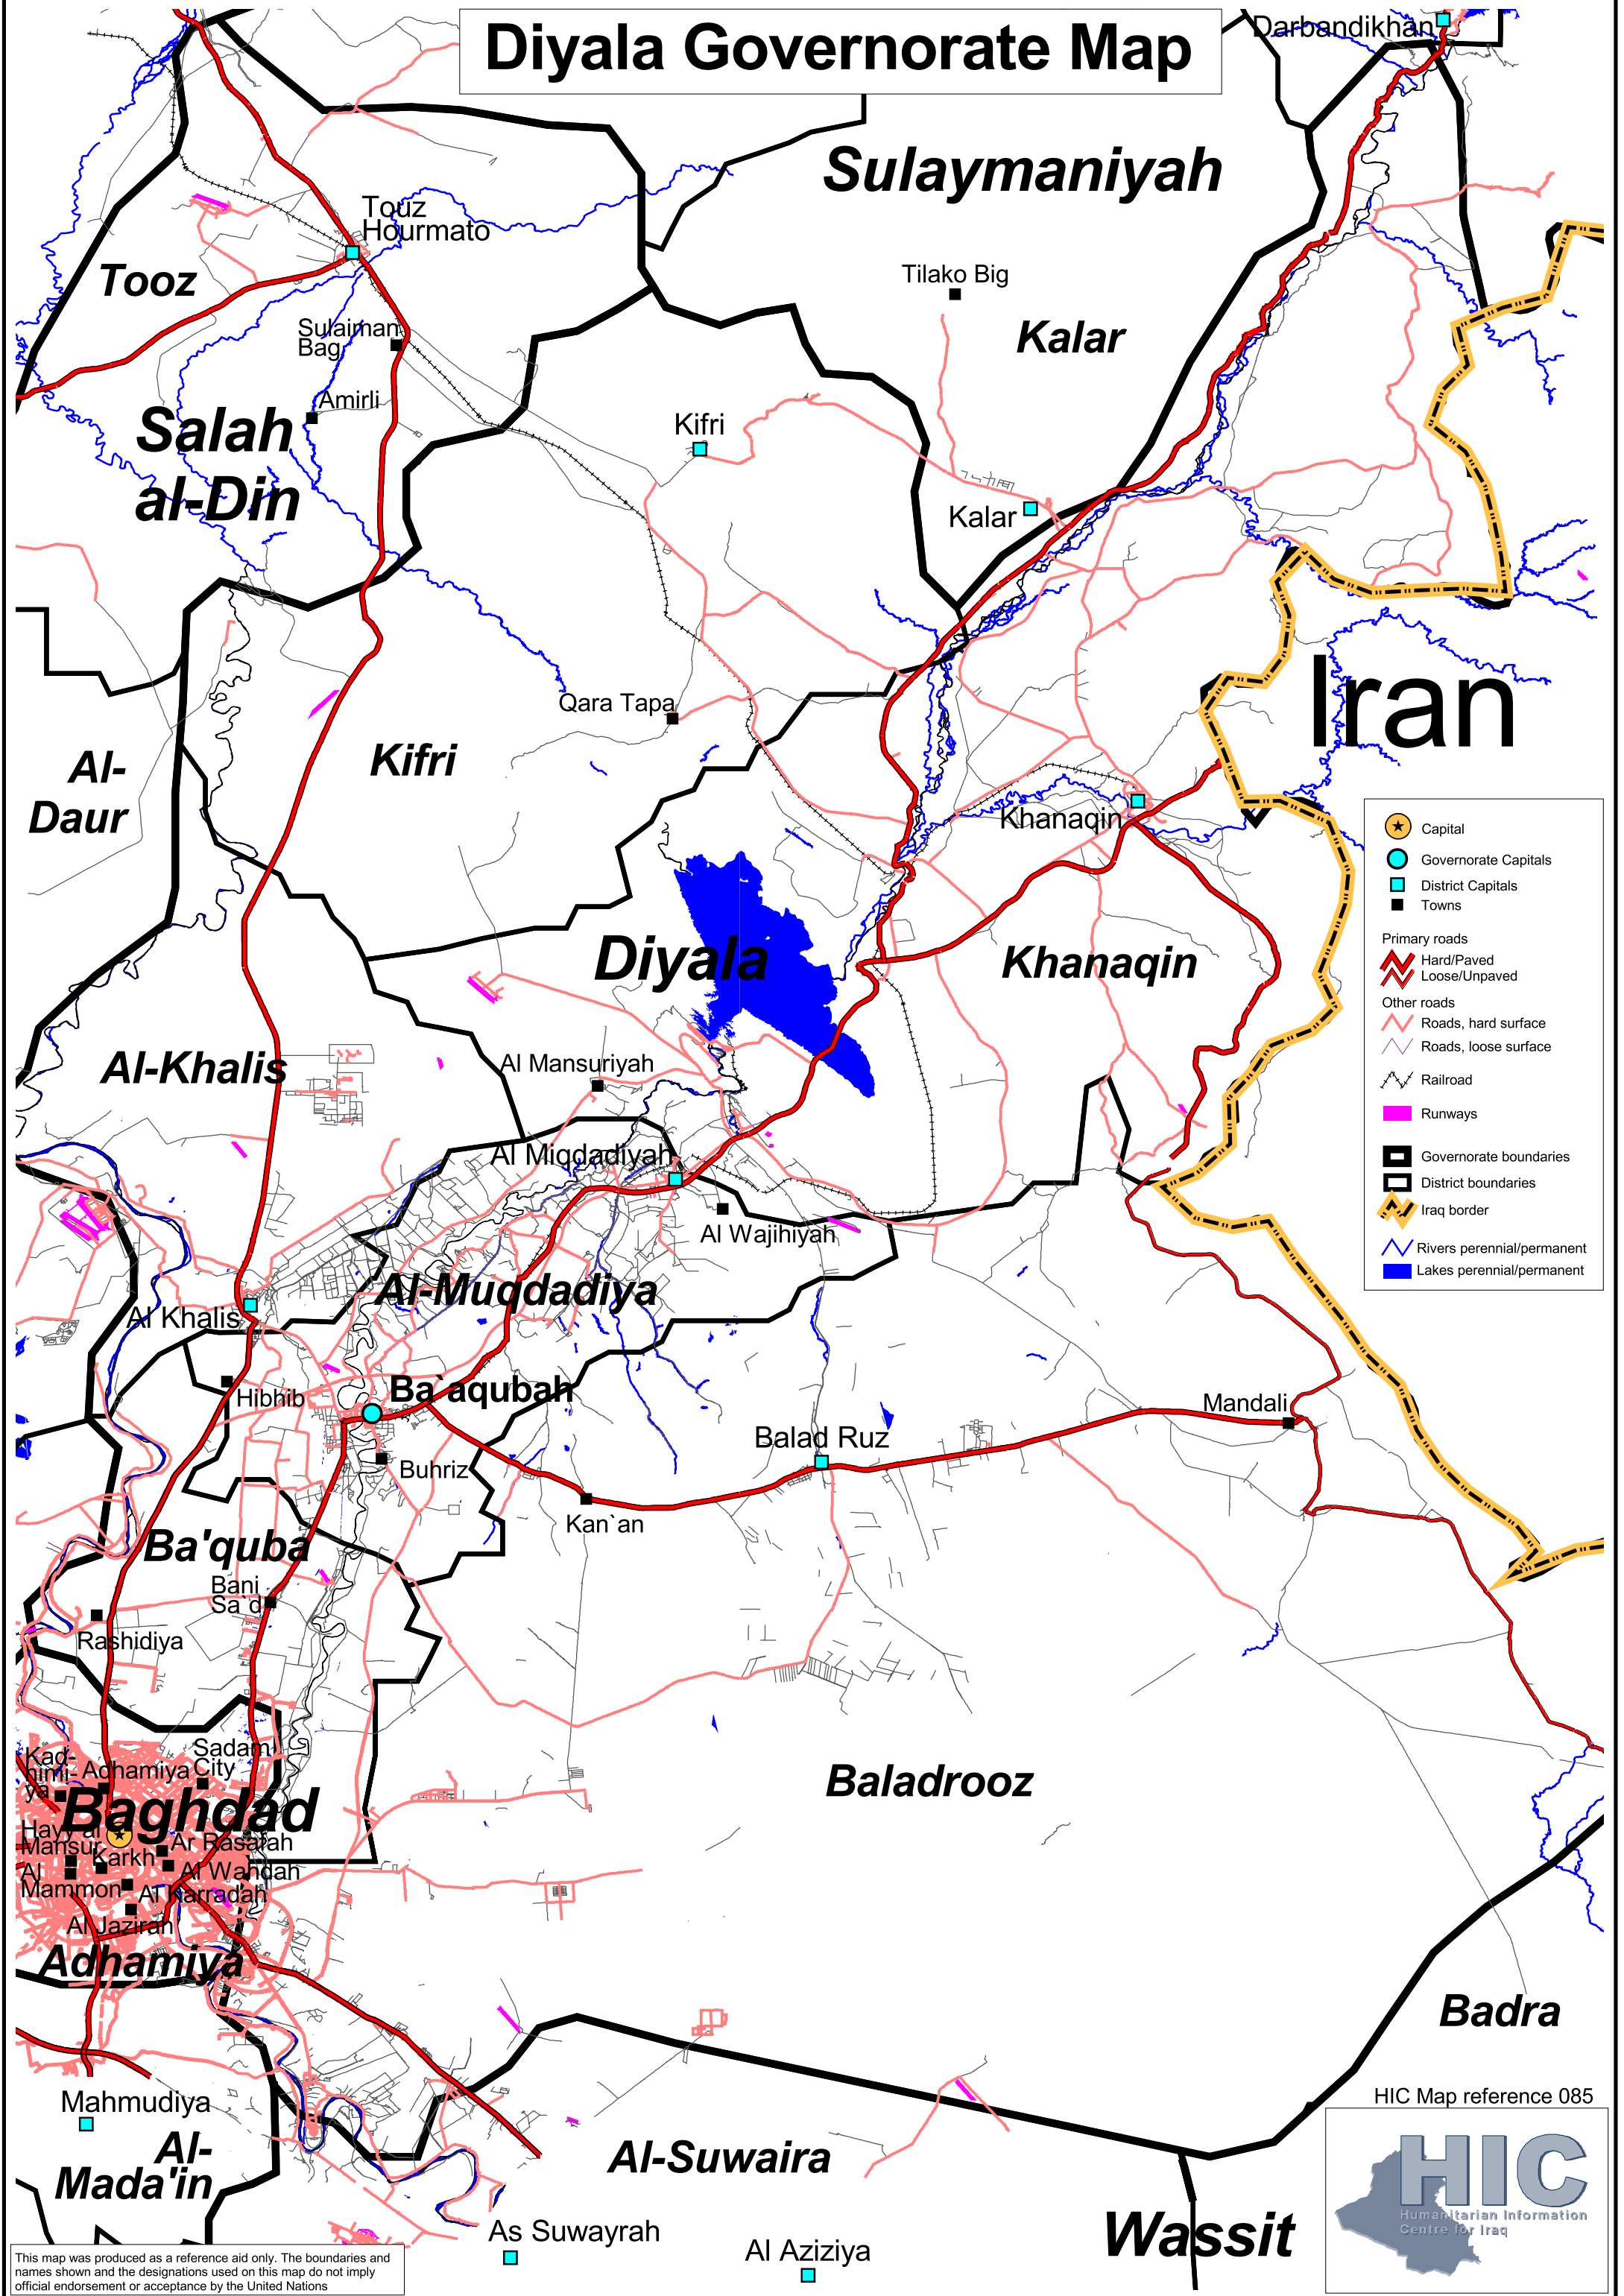 Diyala Governorate Map
Darbandikhan
Sulaymaniyah
Touz
Hourmato
Tooz
Tilako Big
Sulaiman
Bag
Kalar
Amirli
Salah
al-Din
Kifri
Kalar
Iran
Qara Tapa
Kifri
Al-
Daur
Khanaqin
Diyala
Khanaqin
Al-Khalis
Al Mansuriyah
Al Miqdadiyah
Al Wajihiyah
Al-Muqdadiya
Al Khalis
Hibhib
Ba`aqubah
Mandali
Balad Ruz
Buhriz
Kan`an
Ba'quba
Bani
Sa`d
Rashidiya
Sadam
City
Kad-
himi-
ya
Adhamiya
Baghdad
Baladrooz
Hayy al
Mansur
Karkh
Ar Rasafah
Al
Mammon
Al Wahdah
Al Karradah
Al Jazirah
Adhamiya
Badra
Mahmudiya
Al-
Mada'in
Al-Suwaira
As Suwayrah
Al Aziziya
Wassit
Capital
Governorate Capitals
District Capitals
Towns
Primary roads
Hard/Paved
Loose/Unpaved
Other roads
Roads, hard surface
Roads, loose surface
Railroad
Runways
Governorate boundaries
District boundaries
Iraq border
Rivers perennial/permanent
Lakes perennial/permanent
HIC Map reference 085
HIC
Humanitarian Information
Centre for Iraq
This map was produced as a reference aid only. The boundaries and
names shown and the designations used on this map do not imply
official endorsement or acceptance by the United Nations